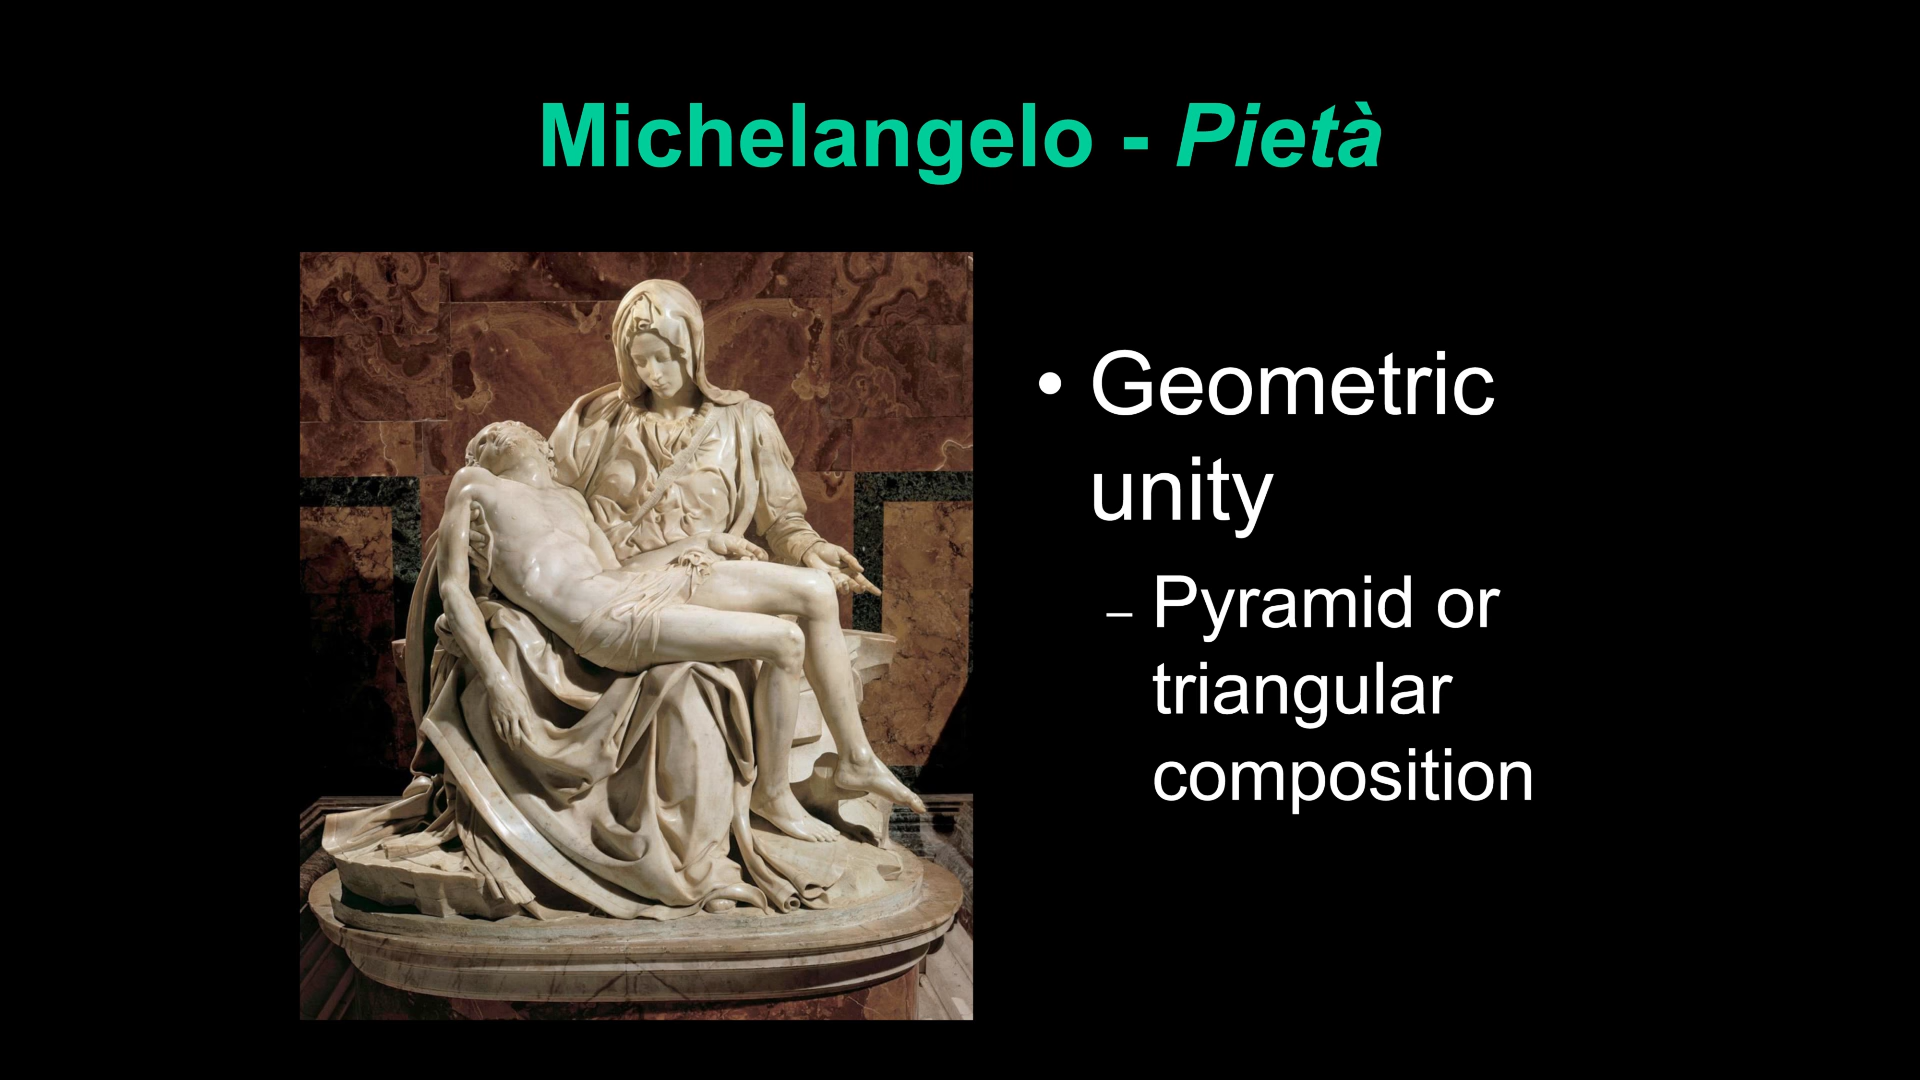 Michelangelo - Pietà
• Geometric
unity
– Pyramid or
triangular
composition